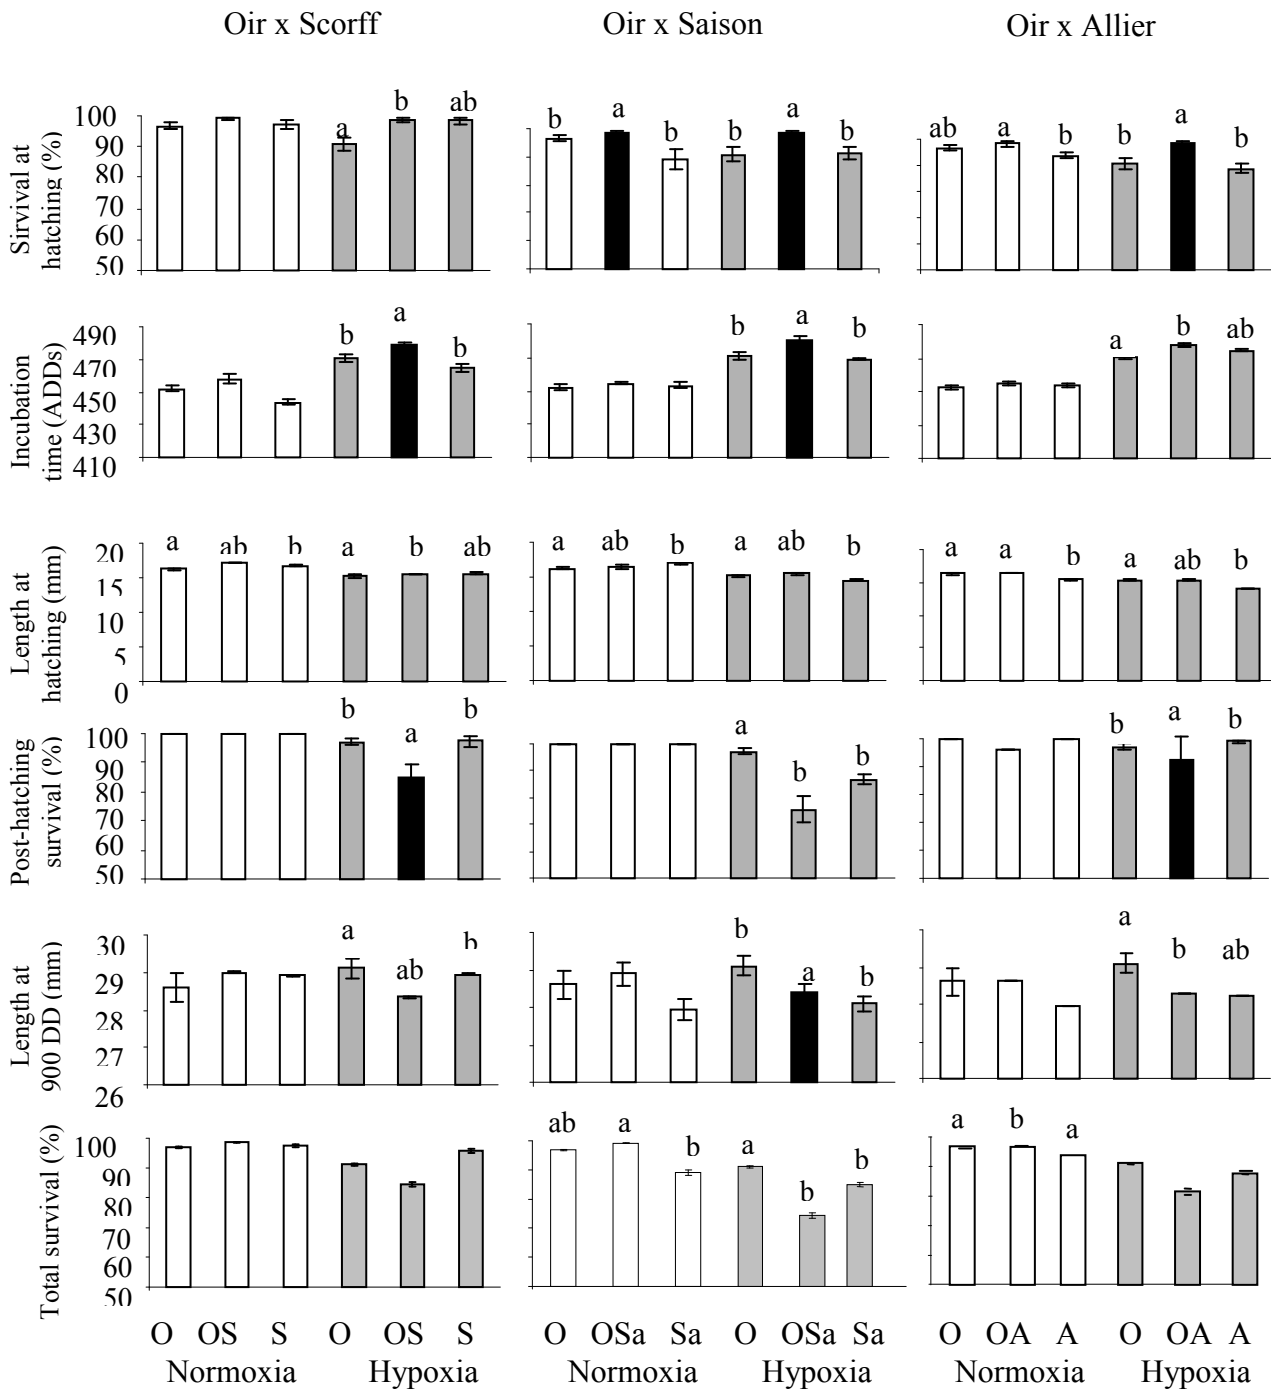 Oir x Scorff Oir x Saison Oir x Allier
Sirvival at
hatching (%)
100
90
80
70
60
50
a b ab
b a b b a b
ab a b b a b
Incubation
time (ADDs)
490
470
450
430
410
b a b
b a b
a b ab
Length at
hatching (mm)
20
15
10
5
0
a ab b a b ab
a ab b a ab b
a a b a ab b
Post-hatching
survival (%)
100
90
80
70
60
50
b a b
a b b
b a b
Length at
900 DD (mm)
30
29
28
27
26
a ab b
b a b
a b ab
Total survival (%)
100
90
80
70
60
50
ab a b a b b
a b a
O OS S O OS S
Normoxia Hypoxia
O OSa Sa O OSa Sa
Normoxia Hypoxia
O OA A O OA A
Normoxia Hypoxia